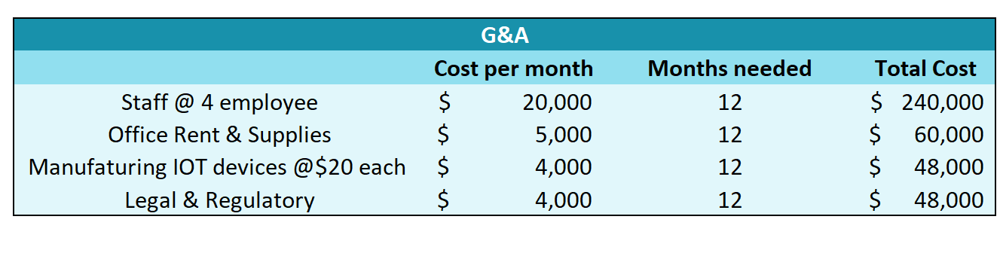 G&A
Cost per month Months needed Total Cost
Staff @ 4 employee $ 20,000 12 $ 240,000
Office Rent & Supplies $ 5,000 12 $ 60,000
Manufaturing IOT devices @$20 each $ 4,000 12 $ 48,000
Legal & Regulatory $ 4,000 12 $ 48,000